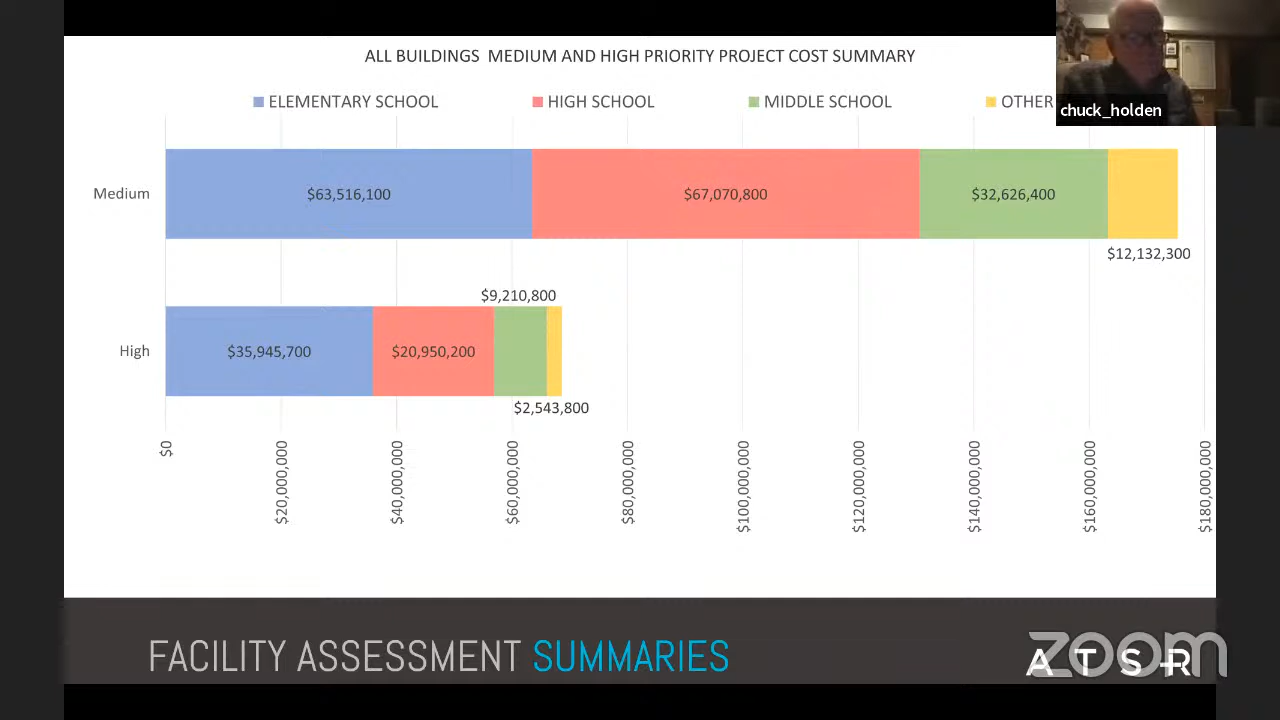 ALL BUILDINGS MEDIUM AND HIGH PRIORITY PROJECT COST SUMMARY
ELEMENTARY SCHOOL HIGH SCHOOL MIDDLE SCHOOL OTHER
chuck_holden
Medium $63,516,100 $67,070,800 $32,626,400
$12,132,300
$9,210,800
High $35,945,700 $20,950,200
$2,543,800
$0 $20,000,000 $40,000,000 $60,000,000 $80,000,000 $100,000,000 $120,000,000 $140,000,000 $160,000,000 $180,000,000
FACILITY ASSESSMENT SUMMARIES
ATSR
zoom